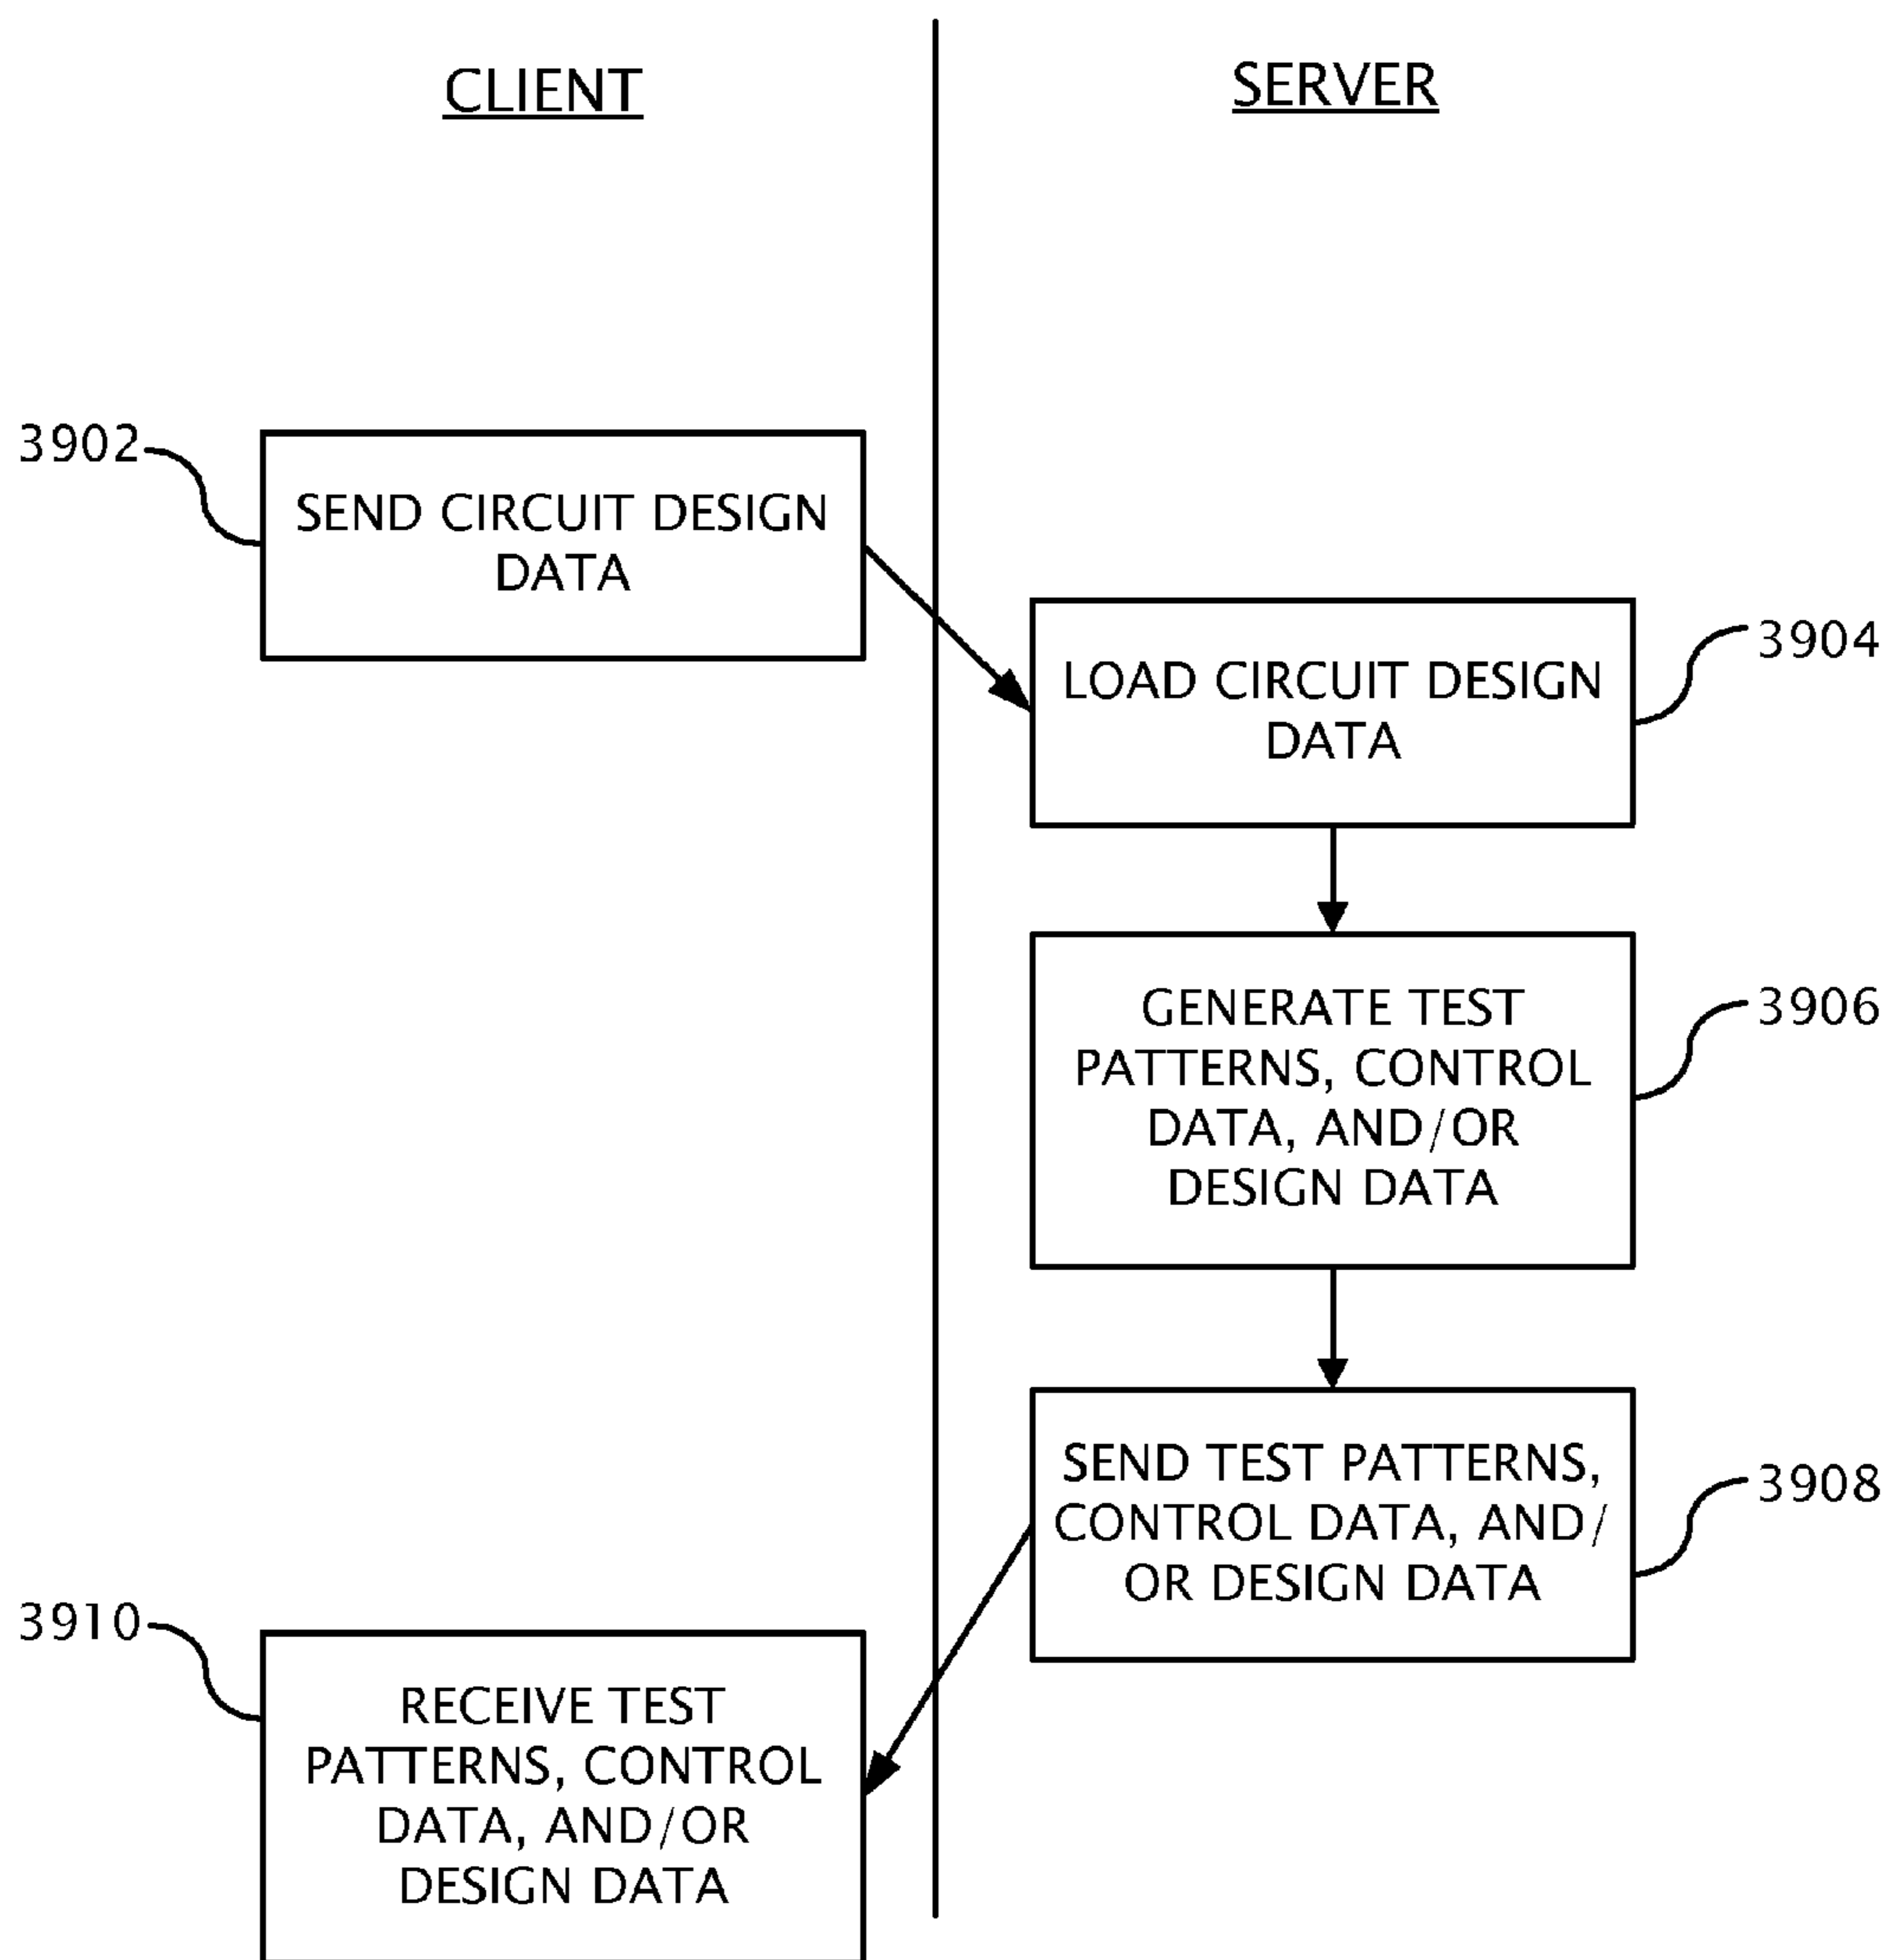 CLIENT
SERVER
3902
SEND CIRCUIT DESIGN
DATA
LOAD CIRCUIT DESIGN
DATA
3904
GENERATE TEST
PATTERNS, CONTROL
DATA, AND/OR
DESIGN DATA
3906
SEND TEST PATTERNS,
CONTROL DATA, AND/
OR DESIGN DATA
3908
3910
RECEIVE TEST
PATTERNS, CONTROL
DATA, AND/OR
DESIGN DATA